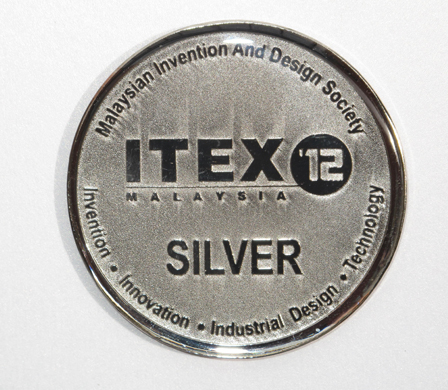 Malaysian Invention And Design Society
ITEX '12
MALAYSIA
SILVER
Invention • Innovation • Industrial Design • Technology